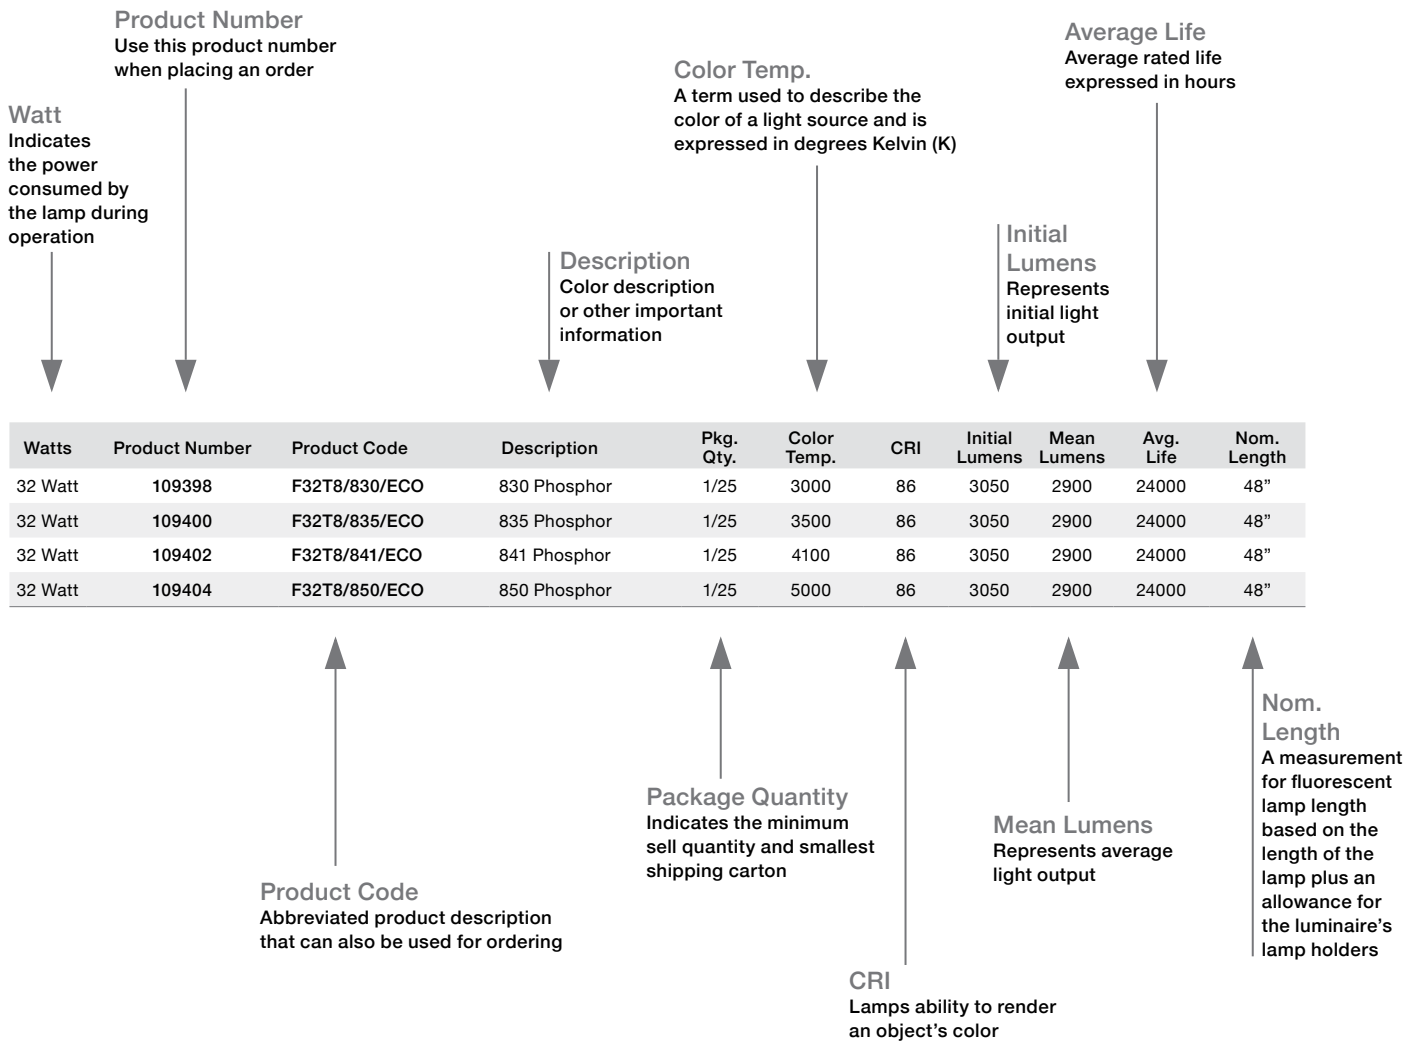 Product Number
Use this product number
when placing an order
Average Life
Average rated life
expressed in hours
Color Temp.
A term used to describe the
color of a light source and is
expressed in degrees Kelvin (K)
Watt
Indicates
the power
consumed by
the lamp during
operation
Initial
Lumens
Represents
initial light
output
Description
Color description
or other important
information
Watts Product Number Product Code Description Pkg. Qty. Color Temp. CRI Initial Lumens Mean Lumens Avg. Life Nom. Length
32 Watt 109398 F32T8/830/ECO 830 Phosphor 1/25 3000 86 3050 2900 24000 48”
32 Watt 109400 F32T8/835/ECO 835 Phosphor 1/25 3500 86 3050 2900 24000 48”
32 Watt 109402 F32T8/841/ECO 841 Phosphor 1/25 4100 86 3050 2900 24000 48”
32 Watt 109404 F32T8/850/ECO 850 Phosphor 1/25 5000 86 3050 2900 24000 48”
Nom.
Length
A measurement
for fluorescent
lamp length
based on the
length of the
lamp plus an
allowance for
the luminaire’s
lamp holders
Package Quantity
Indicates the minimum
sell quantity and smallest
shipping carton
Mean Lumens
Represents average
light output
Product Code
Abbreviated product description
that can also be used for ordering
CRI
Lamps ability to render
an object’s color